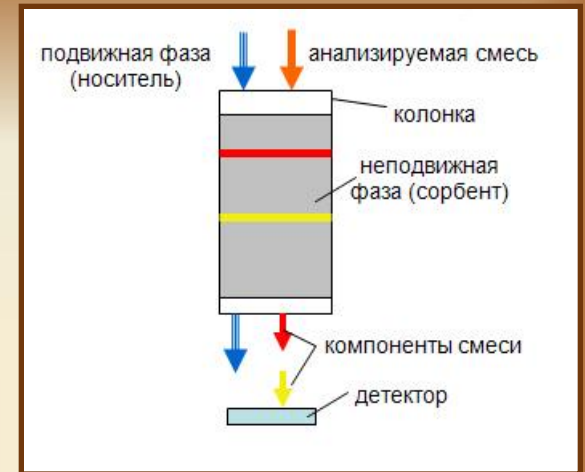 подвижная фаза
(носитель)
анализируемая смесь
колонка
неподвижная
фаза (сорбент)
компоненты смеси
детектор